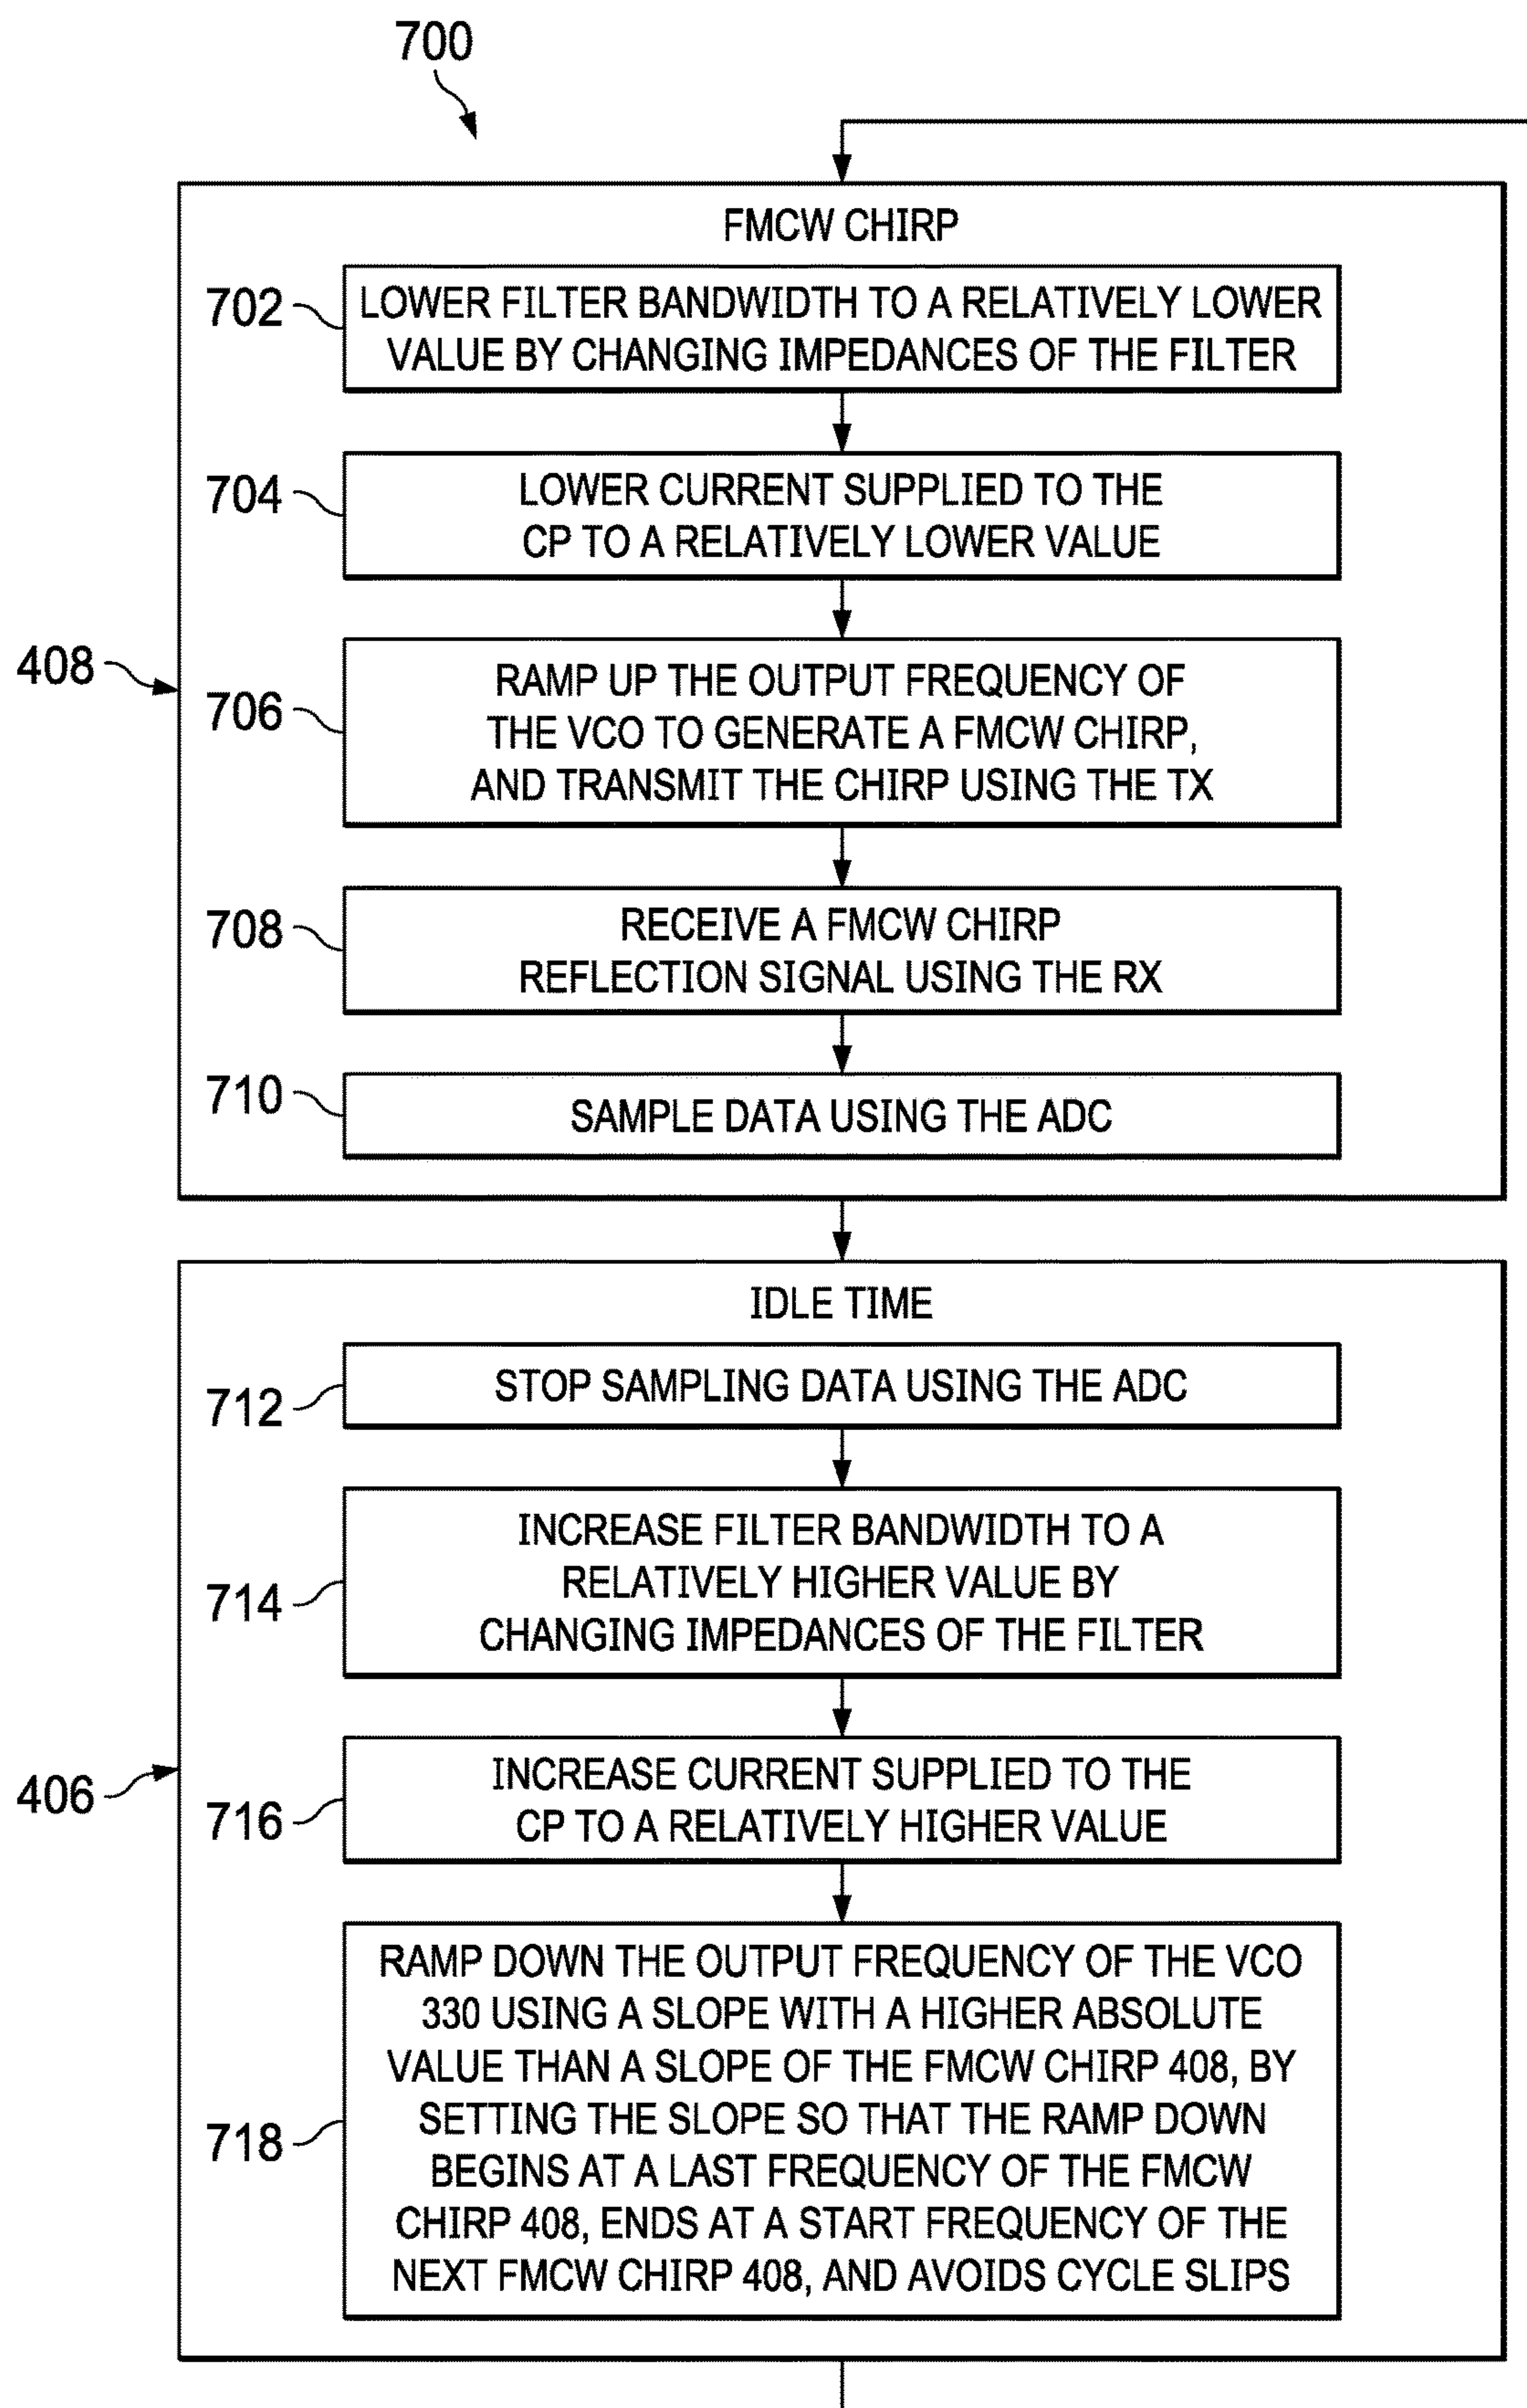 700
FMCW CHIRP
702
LOWER FILTER BANDWIDTH TO A RELATIVELY LOWER
VALUE BY CHANGING IMPEDANCES OF THE FILTER
704
LOWER CURRENT SUPPLIED TO THE
CP TO A RELATIVELY LOWER VALUE
408
706
RAMP UP THE OUTPUT FREQUENCY OF
THE VCO TO GENERATE A FMCW CHIRP,
AND TRANSMIT THE CHIRP USING THE TX
708
RECEIVE A FMCW CHIRP
REFLECTION SIGNAL USING THE RX
710
SAMPLE DATA USING THE ADC
IDLE TIME
712
STOP SAMPLING DATA USING THE ADC
714
INCREASE FILTER BANDWIDTH TO A
RELATIVELY HIGHER VALUE BY
CHANGING IMPEDANCES OF THE FILTER
406
716
INCREASE CURRENT SUPPLIED TO THE
CP TO A RELATIVELY HIGHER VALUE
718
RAMP DOWN THE OUTPUT FREQUENCY OF THE VCO
330 USING A SLOPE WITH A HIGHER ABSOLUTE
VALUE THAN A SLOPE OF THE FMCW CHIRP 408, BY
SETTING THE SLOPE SO THAT THE RAMP DOWN
BEGINS AT A LAST FREQUENCY OF THE FMCW
CHIRP 408, ENDS AT A START FREQUENCY OF THE
NEXT FMCW CHIRP 408, AND AVOIDS CYCLE SLIPS